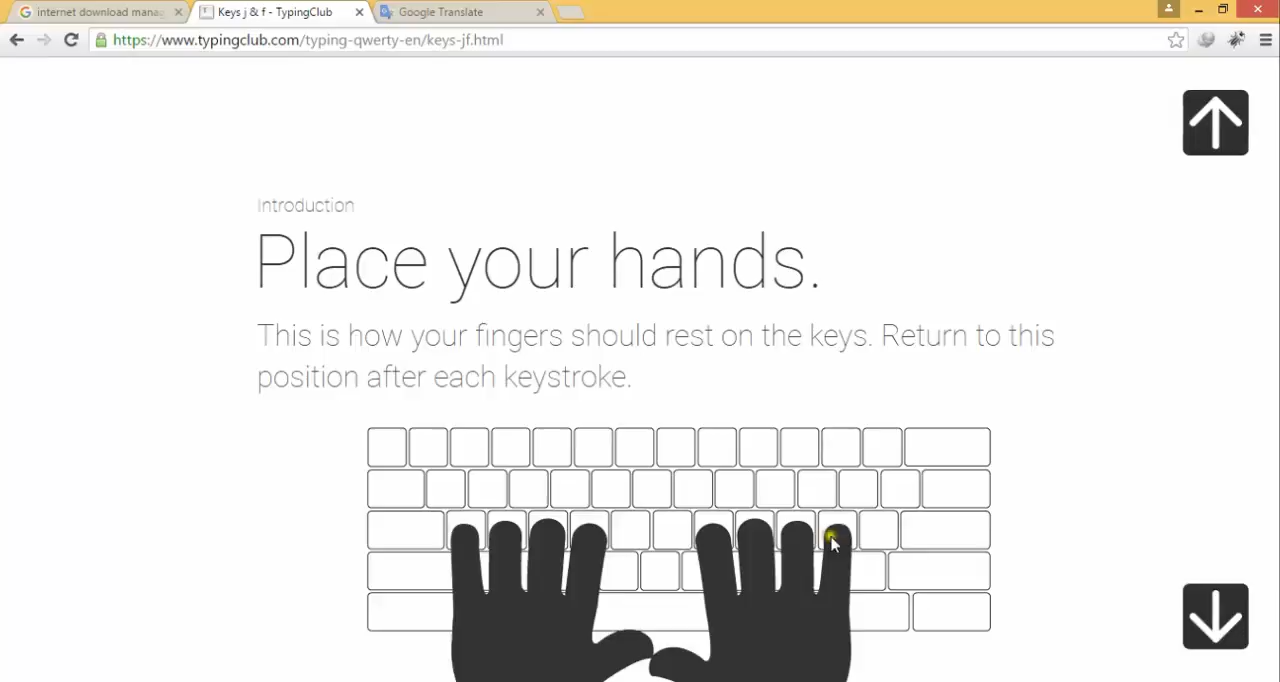 internet download mana
Keys j & f - TypingClub
Google Translate
https://www.typingclub.com/typing-qwerty-en/keys-jf.html
Introduction
Place your hands.
This is how your fingers should rest on the keys. Return to this
position after each keystroke.